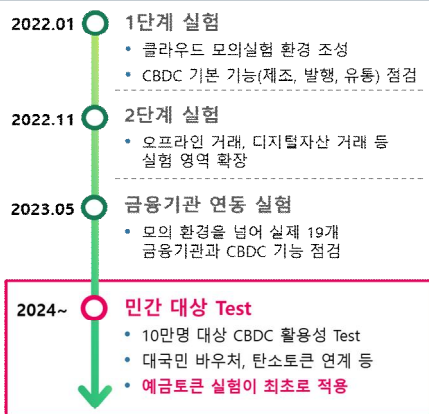 2022.01 1단계 실험
• 클라우드 모의실험 환경 조성
• CBDC 기본 기능(제조, 발행, 유통) 점검
2022.11 2단계 실험
• 오프라인 거래, 디지털자산 거래 등
실험 영역 확장
2023.05 금융기관 연동 실험
• 모의 환경을 넘어 실제 19개
금융기관과 CBDC 기능 점검
2024~ 민간 대상 Test
• 10만명 대상 CBDC 활용성 Test
• 대국민 바우처, 탄소토큰 연계 등
• 예금토큰 실험이 최초로 적용